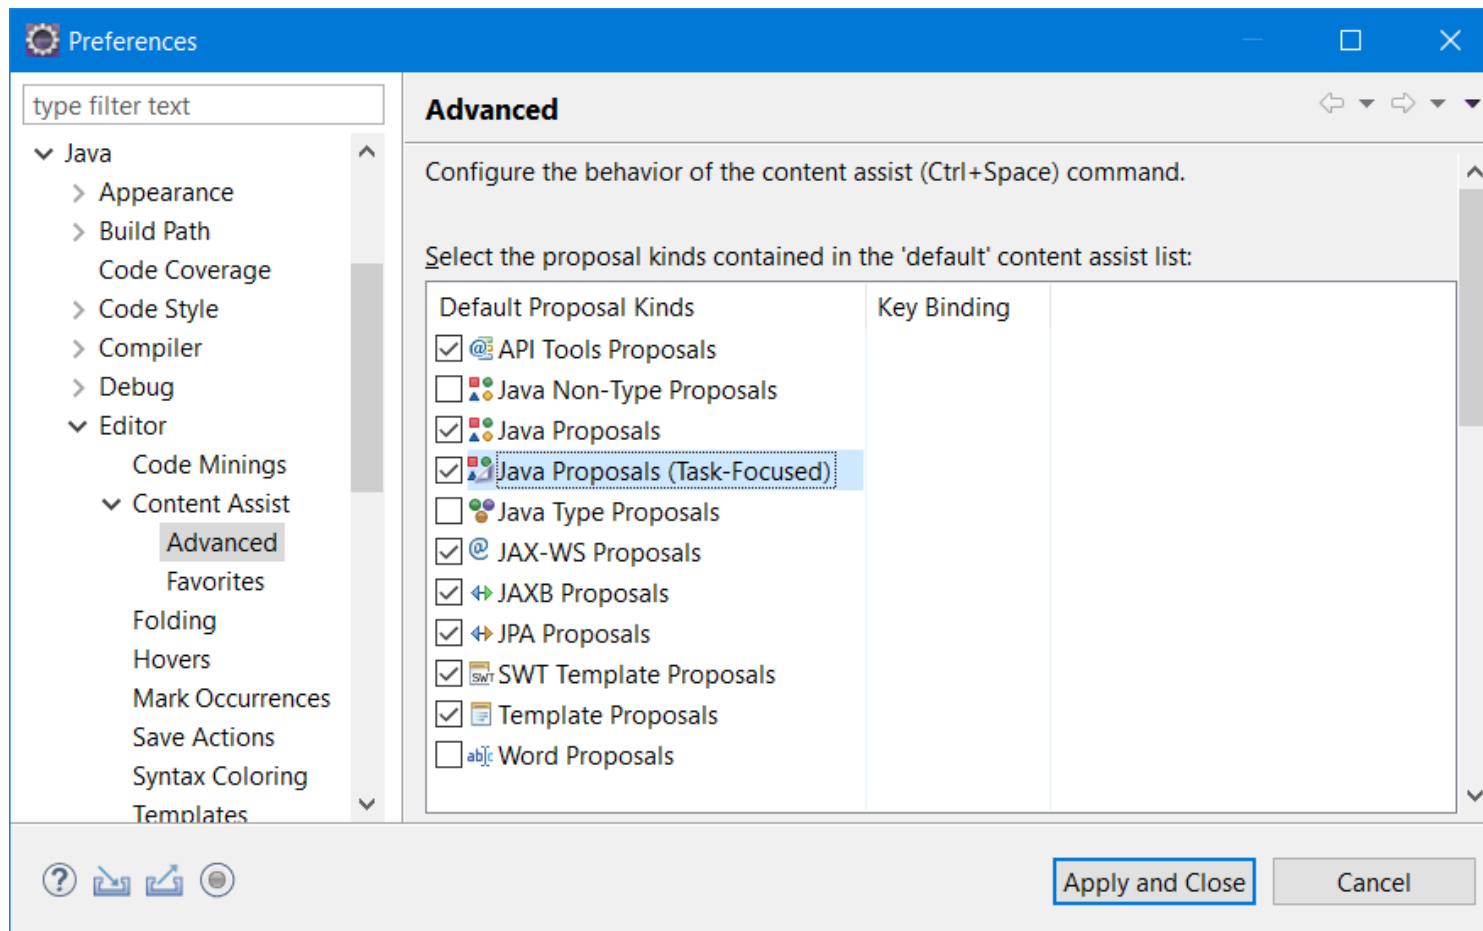 Preferences
type filter text
Java
Appearance
Build Path
Code Coverage
Code Style
Compiler
Debug
Editor
Code Minings
Content Assist
Advanced
Favorites
Folding
Hovers
Mark Occurrences
Save Actions
Syntax Coloring
Templates
Advanced
Configure the behavior of the content assist (Ctrl+Space) command.
Select the proposal kinds contained in the 'default' content assist list:
Default Proposal Kinds Key Binding
API Tools Proposals
Java Non-Type Proposals
Java Proposals
Java Proposals (Task-Focused)
Java Type Proposals
JAX-WS Proposals
JAXB Proposals
JPA Proposals
SWT Template Proposals
Template Proposals
Word Proposals
Apply and Close Cancel